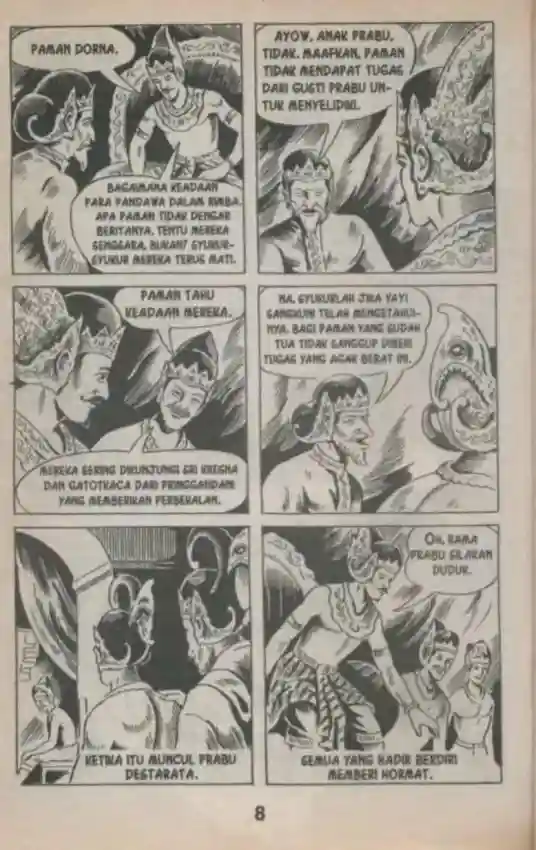 PAMAN DORNA.
BAGAIMANA KEADAAN
PARA PANDAWA DALAM RIMBA.
APA PAMAN TIDAK DENGAR
BERITANYA. TENTU MEREKA
SENGSARA, BUKAN? SYUKUR-
SYUKUR MEREKA TERUS MATI.
AYOW, ANAK PRABU.
TIDAK. MAAFKAN, PAMAN
TIDAK MENDAPAT TUGAS
DARI GUSTI PRABU UN-
TUK MENYELIDIKI.
PAMAN TAHU
KEADAAN MEREKA.
MEREKA SERING DIKUNJUNGI SRI KRESNA
DAN GATOTKACA DARI PRINGGANDANI
YANG MEMBERIKAN PERBEKALAN.
NA, SYUKURLAH JIKA YAYI
SANGKUNI TELAH MENGETAHUI-
NYA. BAGI PAMAN YANG SUDAH
TUA TIDAK SANGGUP DIBERI
TUGAS YANG AGAK BERAT INI.
KETIKA ITU MUNCUL PRABU
DESTARATA.
OH, RAMA
PRABU SILAKAN
DUDUK.
SEMUA YANG HADIR BERDIRI
MEMBERI HORMAT.
8